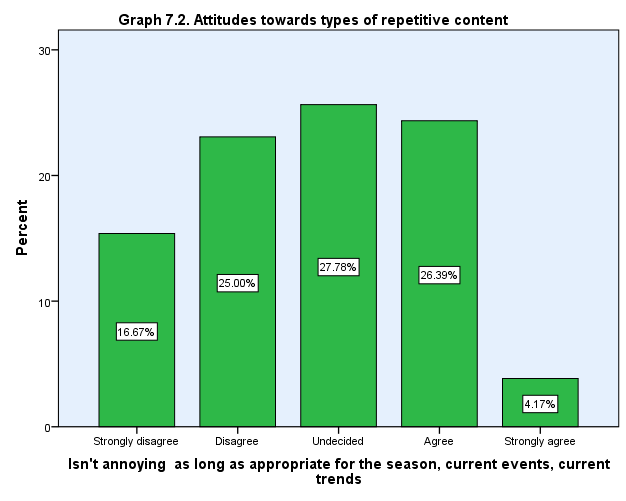 Graph 7.2. Attitudes towards types of repetitive content
Percent
30
20
10
0
16.67%
25.00%
27.78%
26.39%
4.17%
Strongly disagree
Disagree
Undecided
Agree
Strongly agree
Isn't annoying  as long as appropriate for the season, current events, current
trends